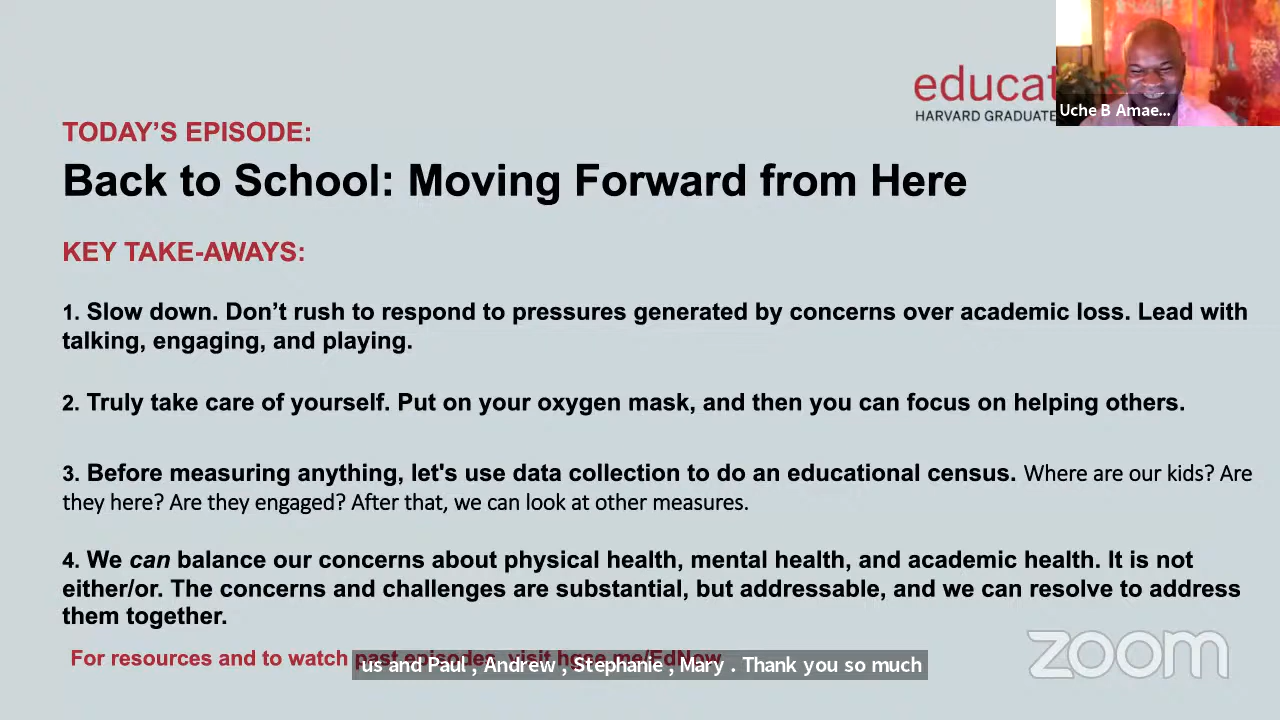 educat
HARVARD GRADUATE
Uche B Amae...
TODAY’S EPISODE:
Back to School: Moving Forward from Here
KEY TAKE-AWAYS:
1. Slow down. Don’t rush to respond to pressures generated by concerns over academic loss. Lead with
talking, engaging, and playing.
2. Truly take care of yourself. Put on your oxygen mask, and then you can focus on helping others.
3. Before measuring anything, let's use data collection to do an educational census. Where are our kids? Are
they here? Are they engaged? After that, we can look at other measures.
4. We can balance our concerns about physical health, mental health, and academic health. It is not
either/or. The concerns and challenges are substantial, but addressable, and we can resolve to address
them together.
For resources and to watch past episodes, visit hgse.me/EdNow
us and Paul , Andrew , Stephanie , Mary . Thank you so much
zoom